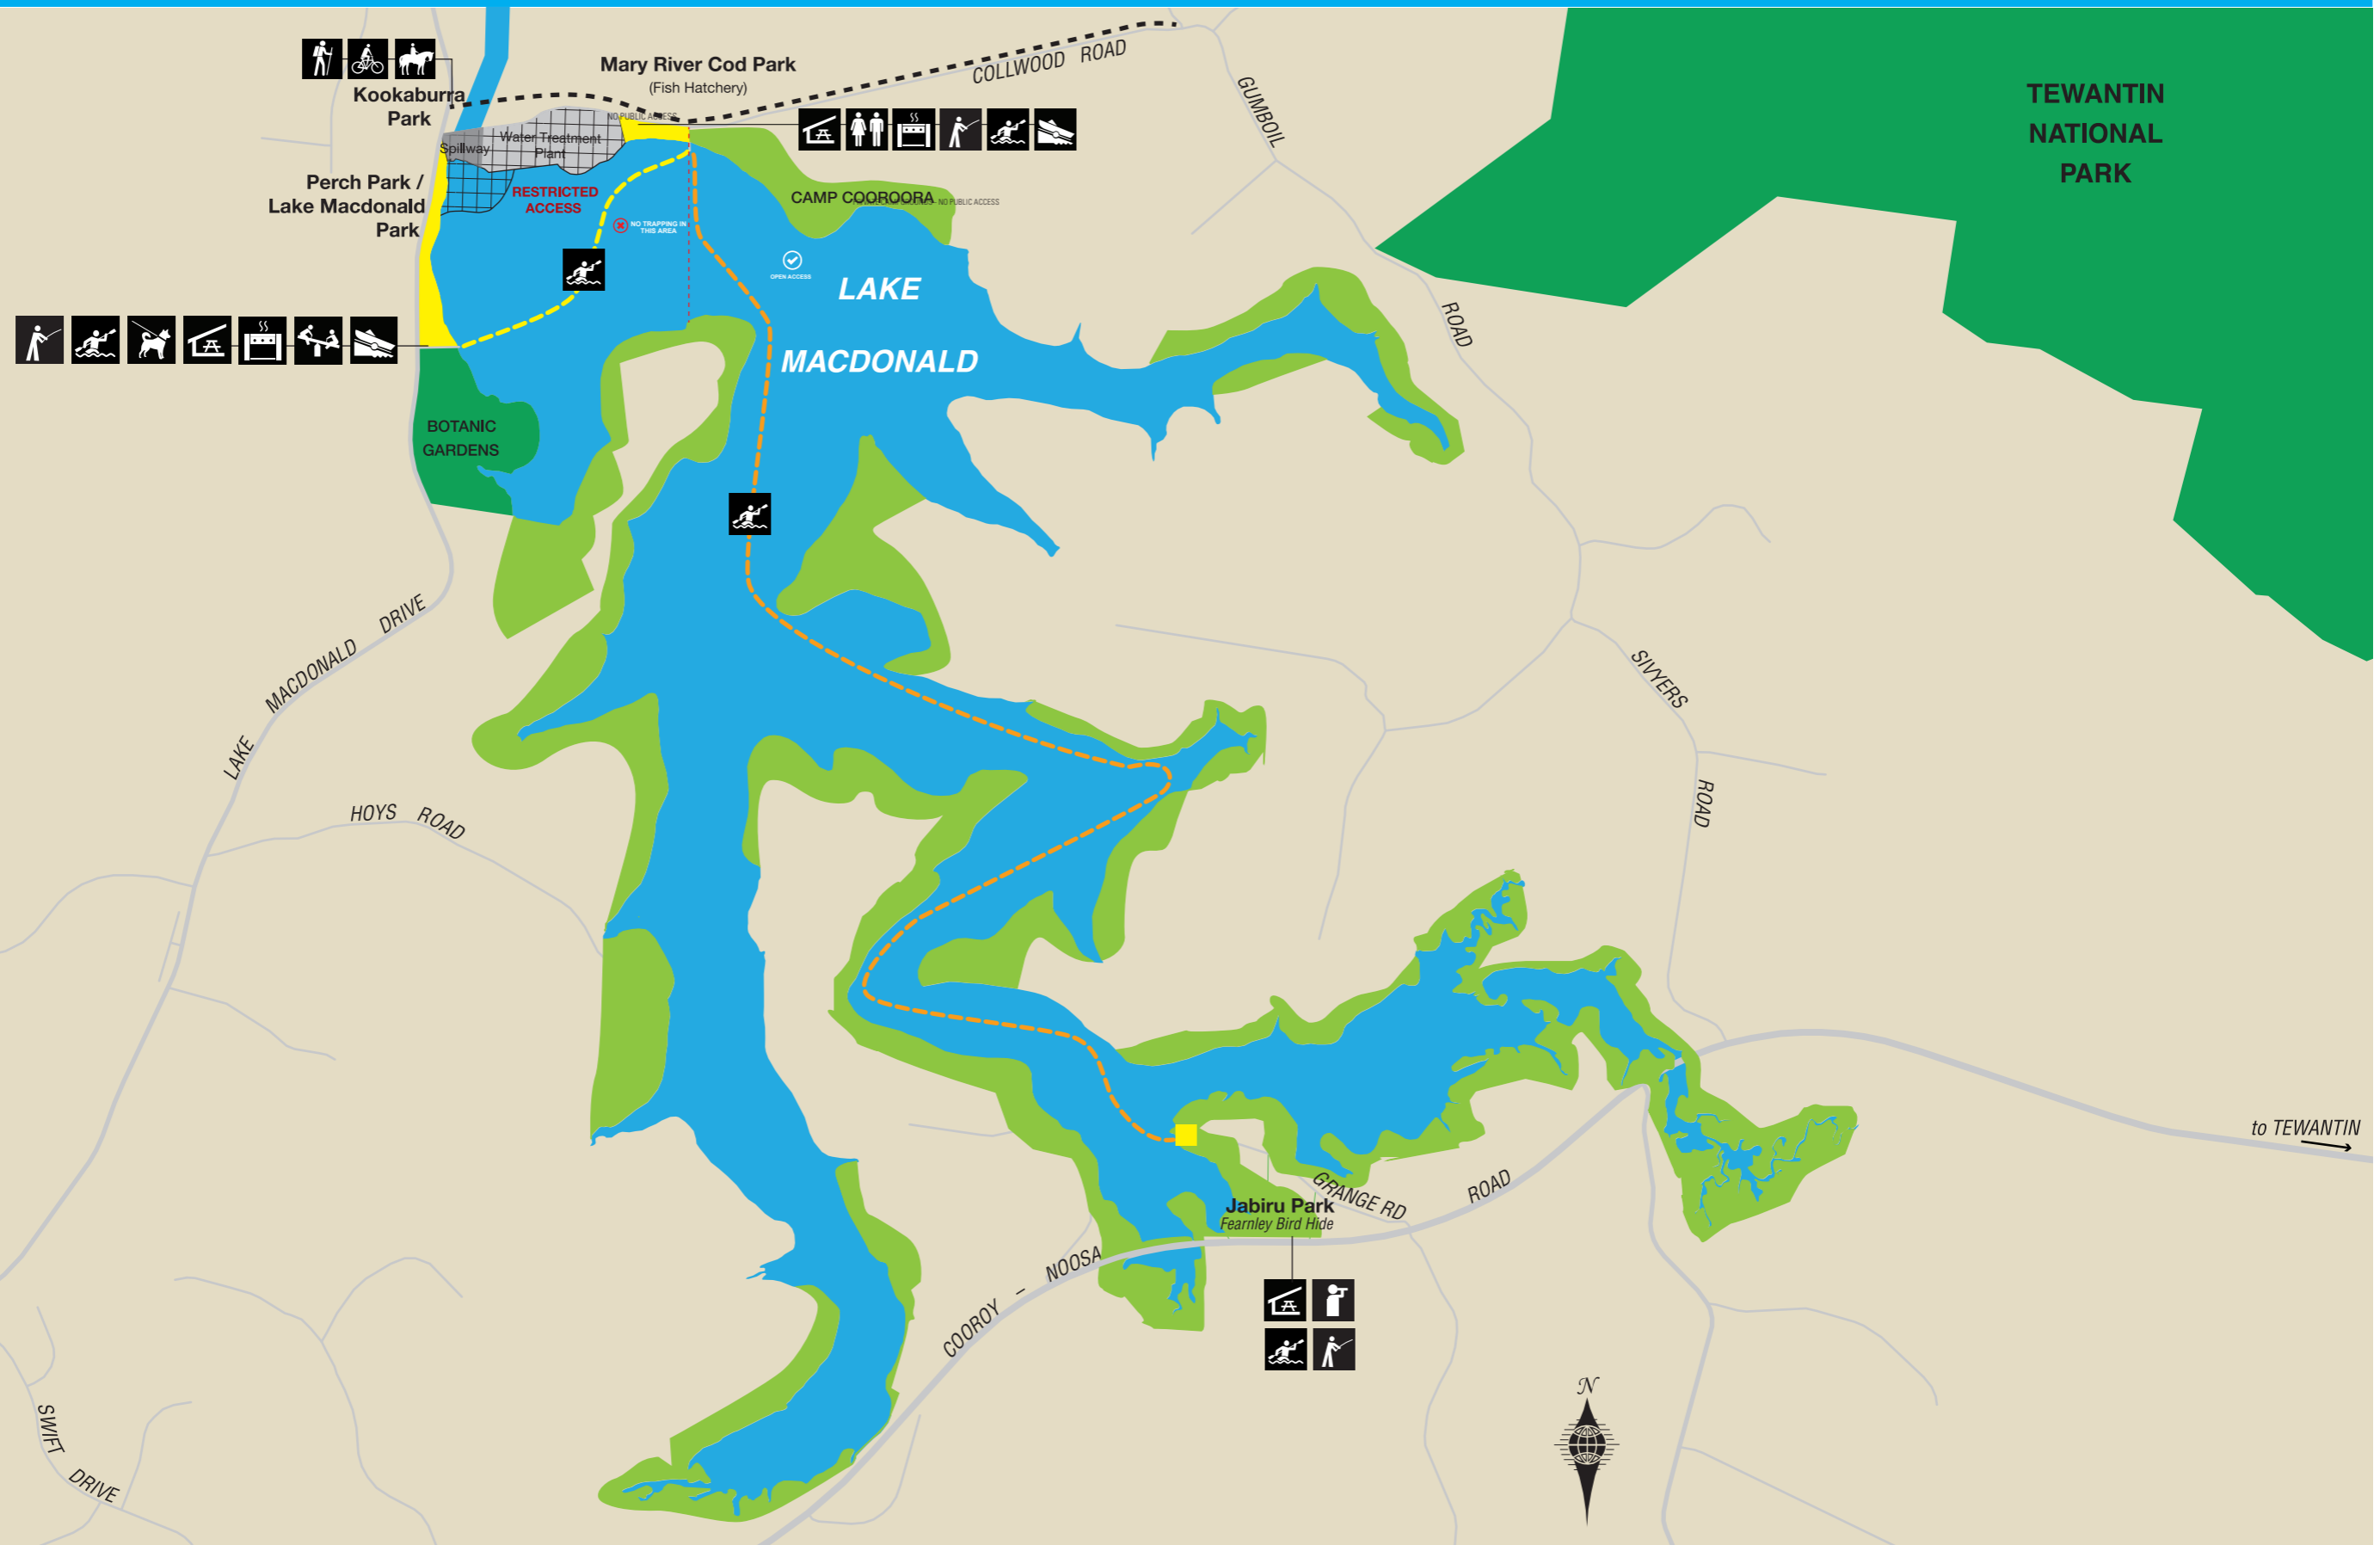 Mary River Cod Park
(Fish Hatchery)
COLLWOOD ROAD
GUMBOIL
ROAD
TEWANTIN
NATIONAL
PARK
Kookaburra
Park
NO PUBLIC ACCESS
Spillway
Water Treatment
Plant
Perch Park /
Lake Macdonald
Park
RESTRICTED
ACCESS
NO TRAPPING IN
THIS AREA
CAMP COOROORA
- NO PUBLIC ACCESS
OPEN ACCESS
LAKE
MACDONALD
BOTANIC
GARDENS
LAKE MACDONALD DRIVE
HOYS ROAD
SIVYERS
ROAD
to TEWANTIN
GRANGE RD
Jabiru Park
Fearnley Bird Hide
COOROY – NOOSA ROAD
SWIFT
DRIVE
N